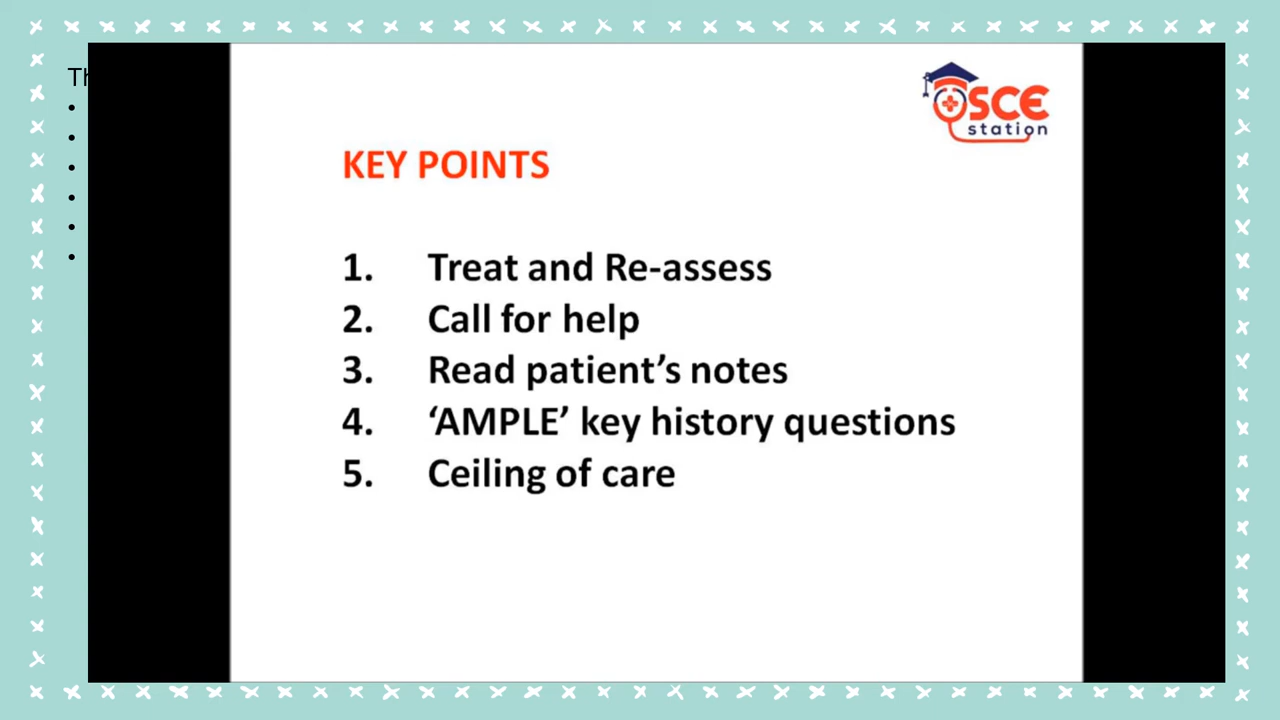 Th
OSCE
station
KEY POINTS
1. Treat and Re-assess
2. Call for help
3. Read patient’s notes
4. ‘AMPLE’ key history questions
5. Ceiling of care